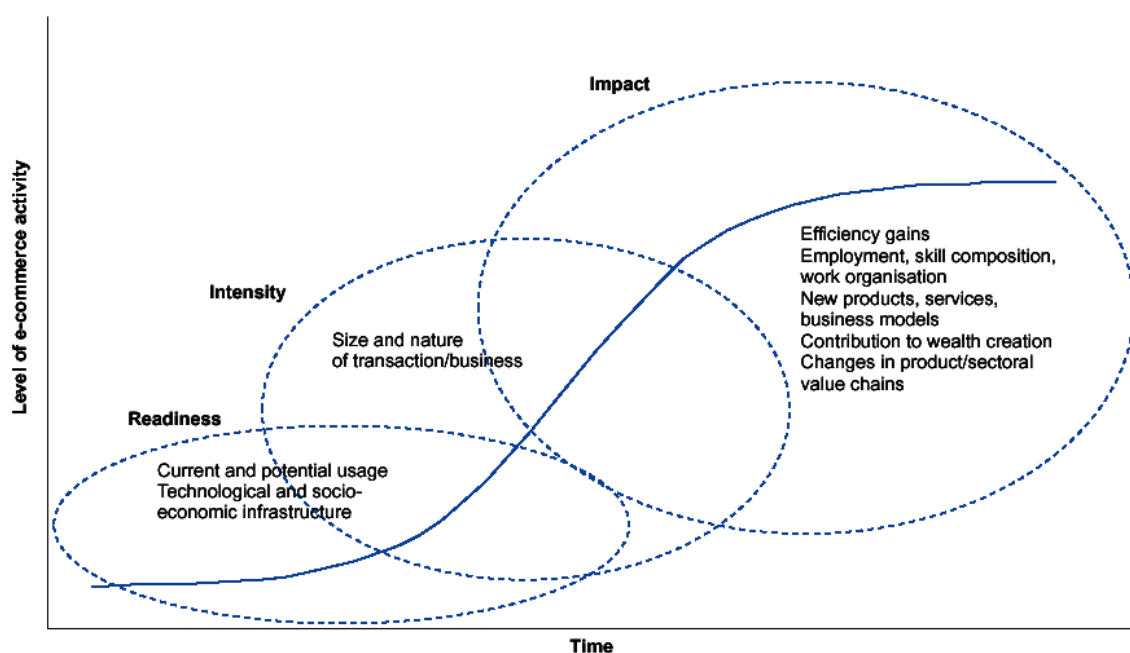 Impact
Efficiency gains
Employment, skill composition,
work organisation
New products, services,
business models
Contribution to wealth creation
Changes in product/sectoral
value chains
Intensity
Size and nature
of transaction/business
Readiness
Current and potential usage
Technological and socio-
economic infrastructure
Level of e-commerce activity
Time